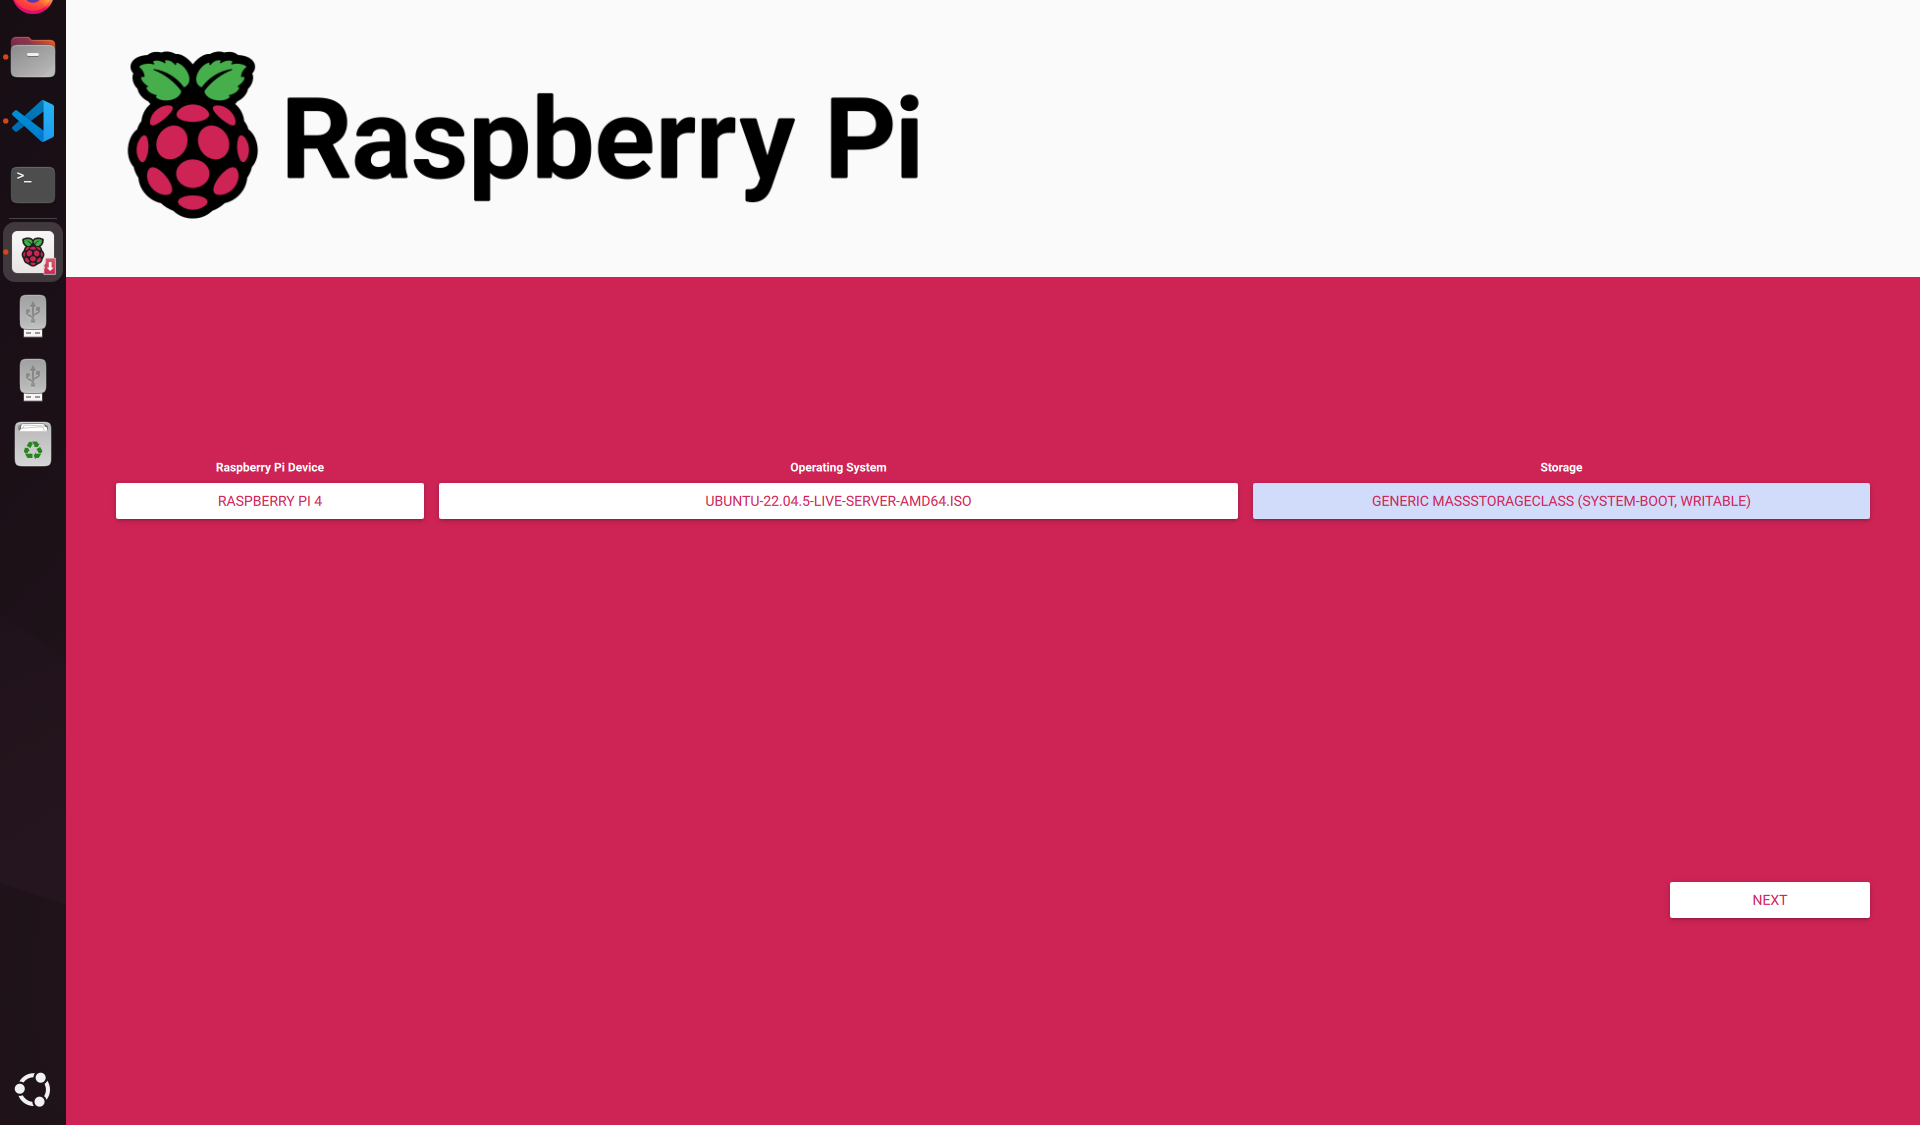 Raspberry Pi
>_
Raspberry Pi Device
Operating System
Storage
RASPBERRY PI 4
UBUNTU-22.04.5-LIVE-SERVER-AMD64.ISO
GENERIC MASSSTORAGECLASS (SYSTEM-BOOT, WRITABLE)
NEXT